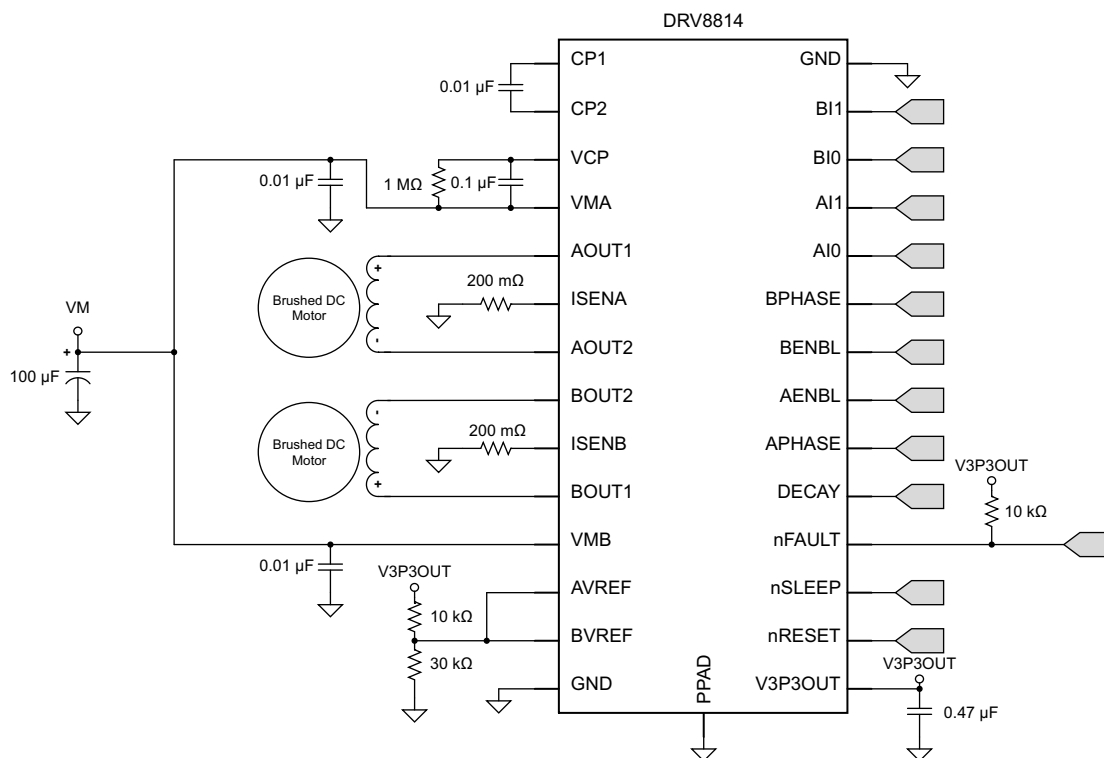 DRV8814
CP1
GND
0.01 µF
CP2
BI1
VCP
BI0
0.01 µF
1 MΩ
0.1 µF
VMA
AI1
AOUT1
AI0
200 mΩ
Brushed DC
Motor
ISENA
BPHASE
VM
+
-
+
AOUT2
BENBL
100 µF
BOUT2
AENBL
-
200 mΩ
Brushed DC
Motor
ISENB
APHASE
V3P3OUT
+
BOUT1
DECAY
10 kΩ
VMB
nFAULT
0.01 µF
V3P3OUT
AVREF
nSLEEP
10 kΩ
BVREF
nRESET
30 kΩ
V3P3OUT
GND
PPAD
V3P3OUT
0.47 µF